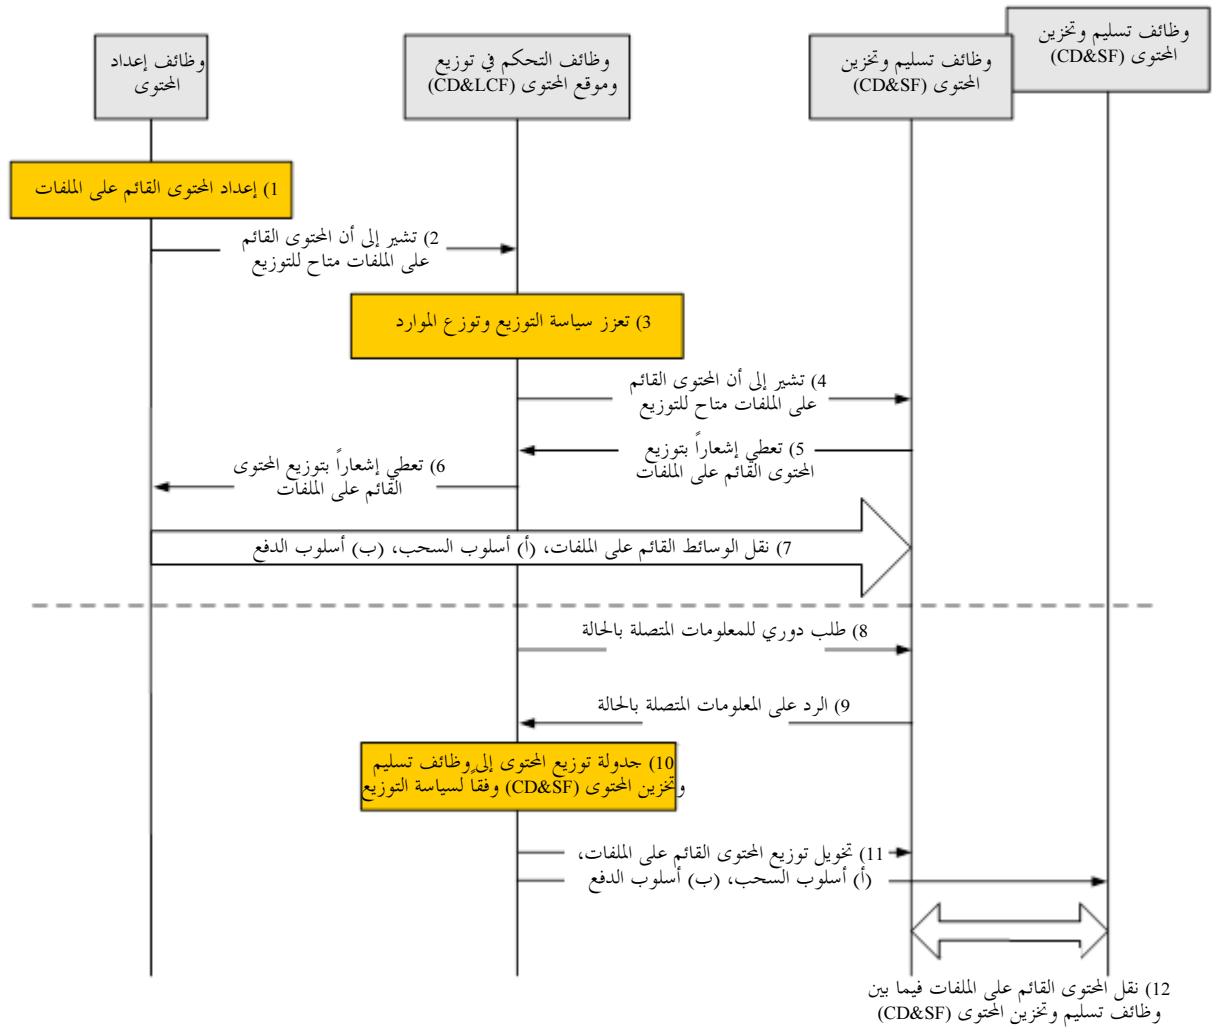 وظائف إعداد
المحتوى
وظائف التحكم في توزيع
وموقع المحتوى (CD&LCF)
وظائف تسليم وتخزين
المحتوى (CD&SF)
وظائف تسليم وتخزين
المحتوى (CD&SF)
1) إعداد المحتوى القائم على الملفات
2) تشير إلى أن المحتوى القائم
على الملفات متاح للتوزيع
3) تعزز سياسة التوزيع وتوزع الموارد
4) تشير إلى أن المحتوى القائم
على الملفات متاح للتوزيع
5) تعطي إشعاراً بتوزيع
المحتوى القائم على الملفات
6) تعطي إشعاراً بتوزيع المحتوى
القائم على الملفات
7) نقل الوسائط القائم على الملفات، (أ) أسلوب السحب، (ب) أسلوب الدفع
8) طلب دوري للمعلومات المتصلة بالحالة
9) الرد على المعلومات المتصلة بالحالة
10) جدولة توزيع المحتوى إلى وظائف تسليم
وتخزين المحتوى (CD&SF) وفقاً لسياسة التوزيع
11) تخويل توزيع المحتوى القائم على الملفات،
(أ) أسلوب السحب، (ب) أسلوب الدفع
12) نقل المحتوى القائم على الملفات فيما بين
وظائف تسليم وتخزين المحتوى (CD&SF)